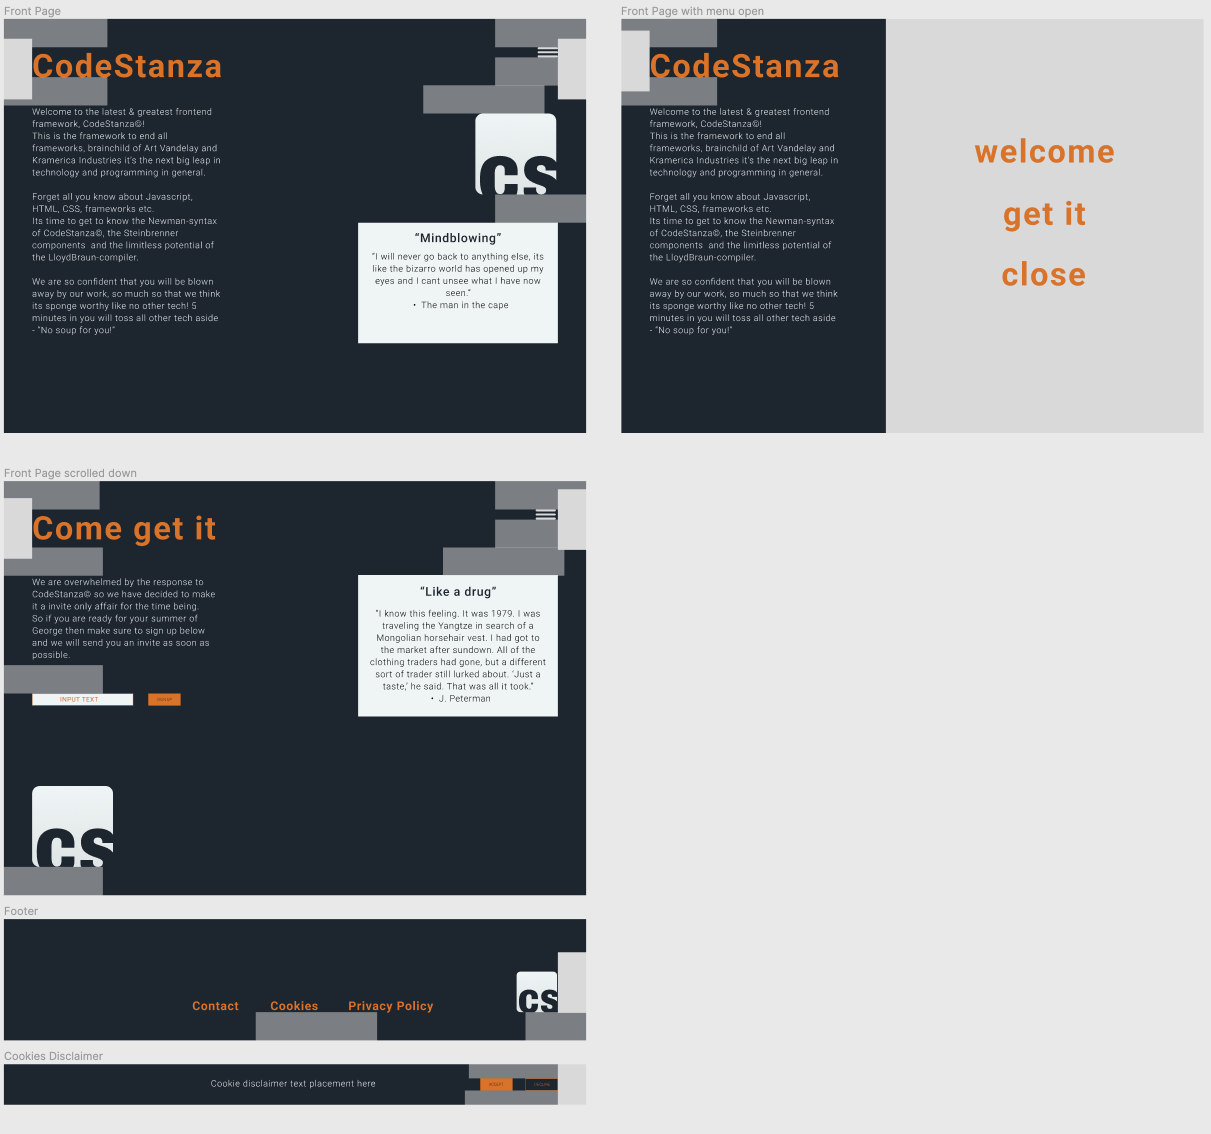 Front Page
CodeStanza
Welcome to the latest & greatest frontend
framework, CodeStanza©!
This is the framework to end all
frameworks, brainchild of Art Vandelay and
Kramerica Industries it's the next big leap in
technology and programming in general.
Forget all you know about Javascript,
HTML, CSS, frameworks etc.
Its time to get to know the Newman-syntax
of CodeStanza©, the Steinbrenner
components  and the limitless potential of
the LloydBraun-compiler.
We are so confident that you will be blown
away by our work, so much so that we think
its sponge worthy like no other tech! 5
minutes in you will toss all other tech aside
- "No soup for you!"
CS
“Mindblowing”
“I will never go back to anything else, its
like the bizarro world has opened up my
eyes and I cant unsee what I have now
seen.”
• The man in the cape
Front Page with menu open
CodeStanza
Welcome to the latest & greatest frontend
framework, CodeStanza©!
This is the framework to end all
frameworks, brainchild of Art Vandelay and
Kramerica Industries it's the next big leap in
technology and programming in general.
Forget all you know about Javascript,
HTML, CSS, frameworks etc.
Its time to get to know the Newman-syntax
of CodeStanza©, the Steinbrenner
components  and the limitless potential of
the LloydBraun-compiler.
We are so confident that you will be blown
away by our work, so much so that we think
its sponge worthy like no other tech! 5
minutes in you will toss all other tech aside
- "No soup for you!"
welcome
get it
close
Front Page scrolled down
Come get it
We are overwhelmed by the response to
CodeStanza© so we have decided to make
it a invite only affair for the time being.
So if you are ready for your summer of
George then make sure to sign up below
and we will send you an invite as soon as
possible.
INPUT TEXT
SIGN UP
“Like a drug”
“I know this feeling. It was 1979. I was
traveling the Yangtze in search of a
Mongolian horsehair vest. I had got to
the market after sundown. All of the
clothing traders had gone, but a different
sort of trader still lurked about. ‘Just a
taste,’ he said. That was all it took.”
• J. Peterman
CS
Footer
Contact
Cookies
Privacy Policy
CS
Cookies Disclaimer
Cookie disclaimer text placement here
ACCEPT